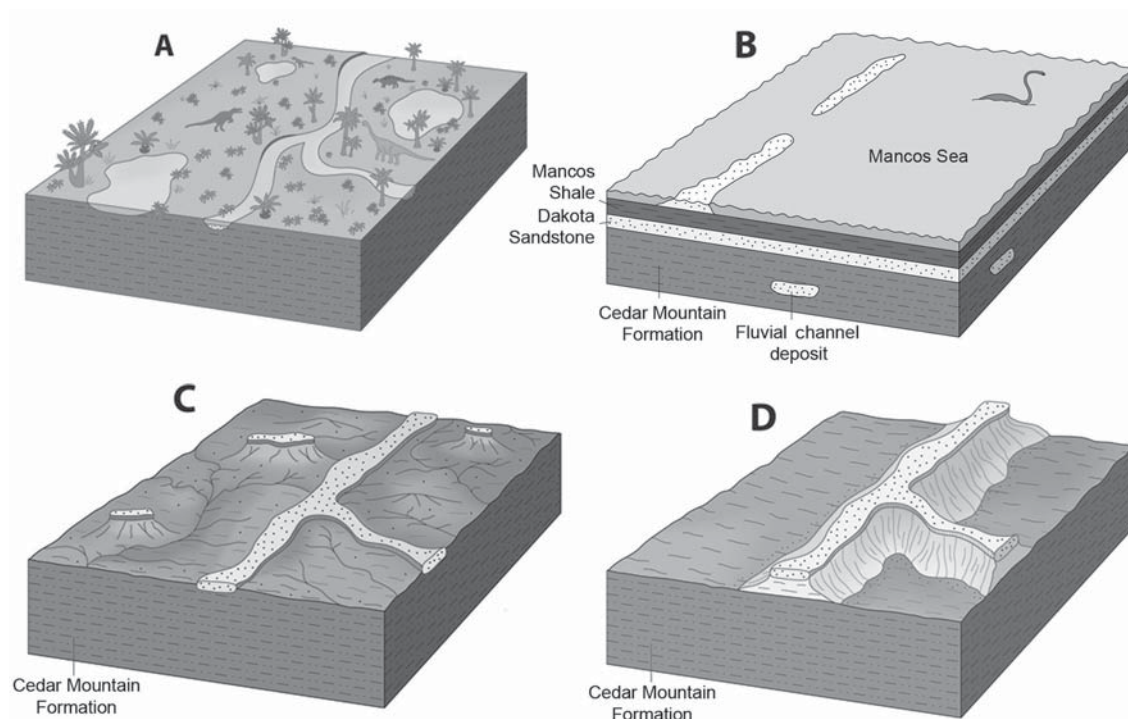 A
B
Mancos Sea
Mancos
Shale
Dakota
Sandstone
Cedar Mountain
Formation
Fluvial channel
deposit
C
D
Cedar Mountain
Formation
Cedar Mountain
Formation